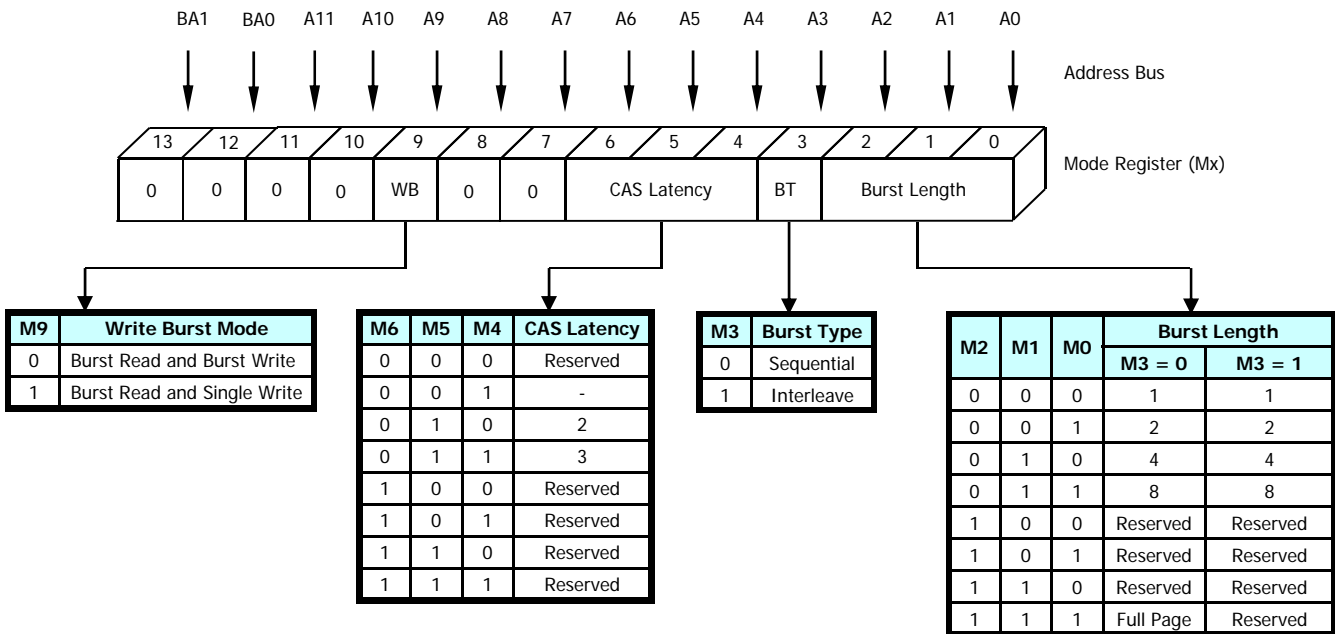 BA1 BA0 A11 A10 A9 A8 A7 A6 A5 A4 A3 A2 A1 A0
Address Bus
13 12 11 10 9 8 7 6 5 4 3 2 1 0
Mode Register (Mx)
0 0 0 0 WB 0 0 CAS Latency BT Burst Length
M9 Write Burst Mode
0 Burst Read and Burst Write
1 Burst Read and Single Write
M6 M5 M4 CAS Latency
0 0 0 Reserved
0 0 1 -
0 1 0 2
0 1 1 3
1 0 0 Reserved
1 0 1 Reserved
1 1 0 Reserved
1 1 1 Reserved
M3 Burst Type
0 Sequential
1 Interleave
M2 M1 M0 Burst Length
M3 = 0 M3 = 1
0 0 0 1 1
0 0 1 2 2
0 1 0 4 4
0 1 1 8 8
1 0 0 Reserved Reserved
1 0 1 Reserved Reserved
1 1 0 Reserved Reserved
1 1 1 Full Page Reserved